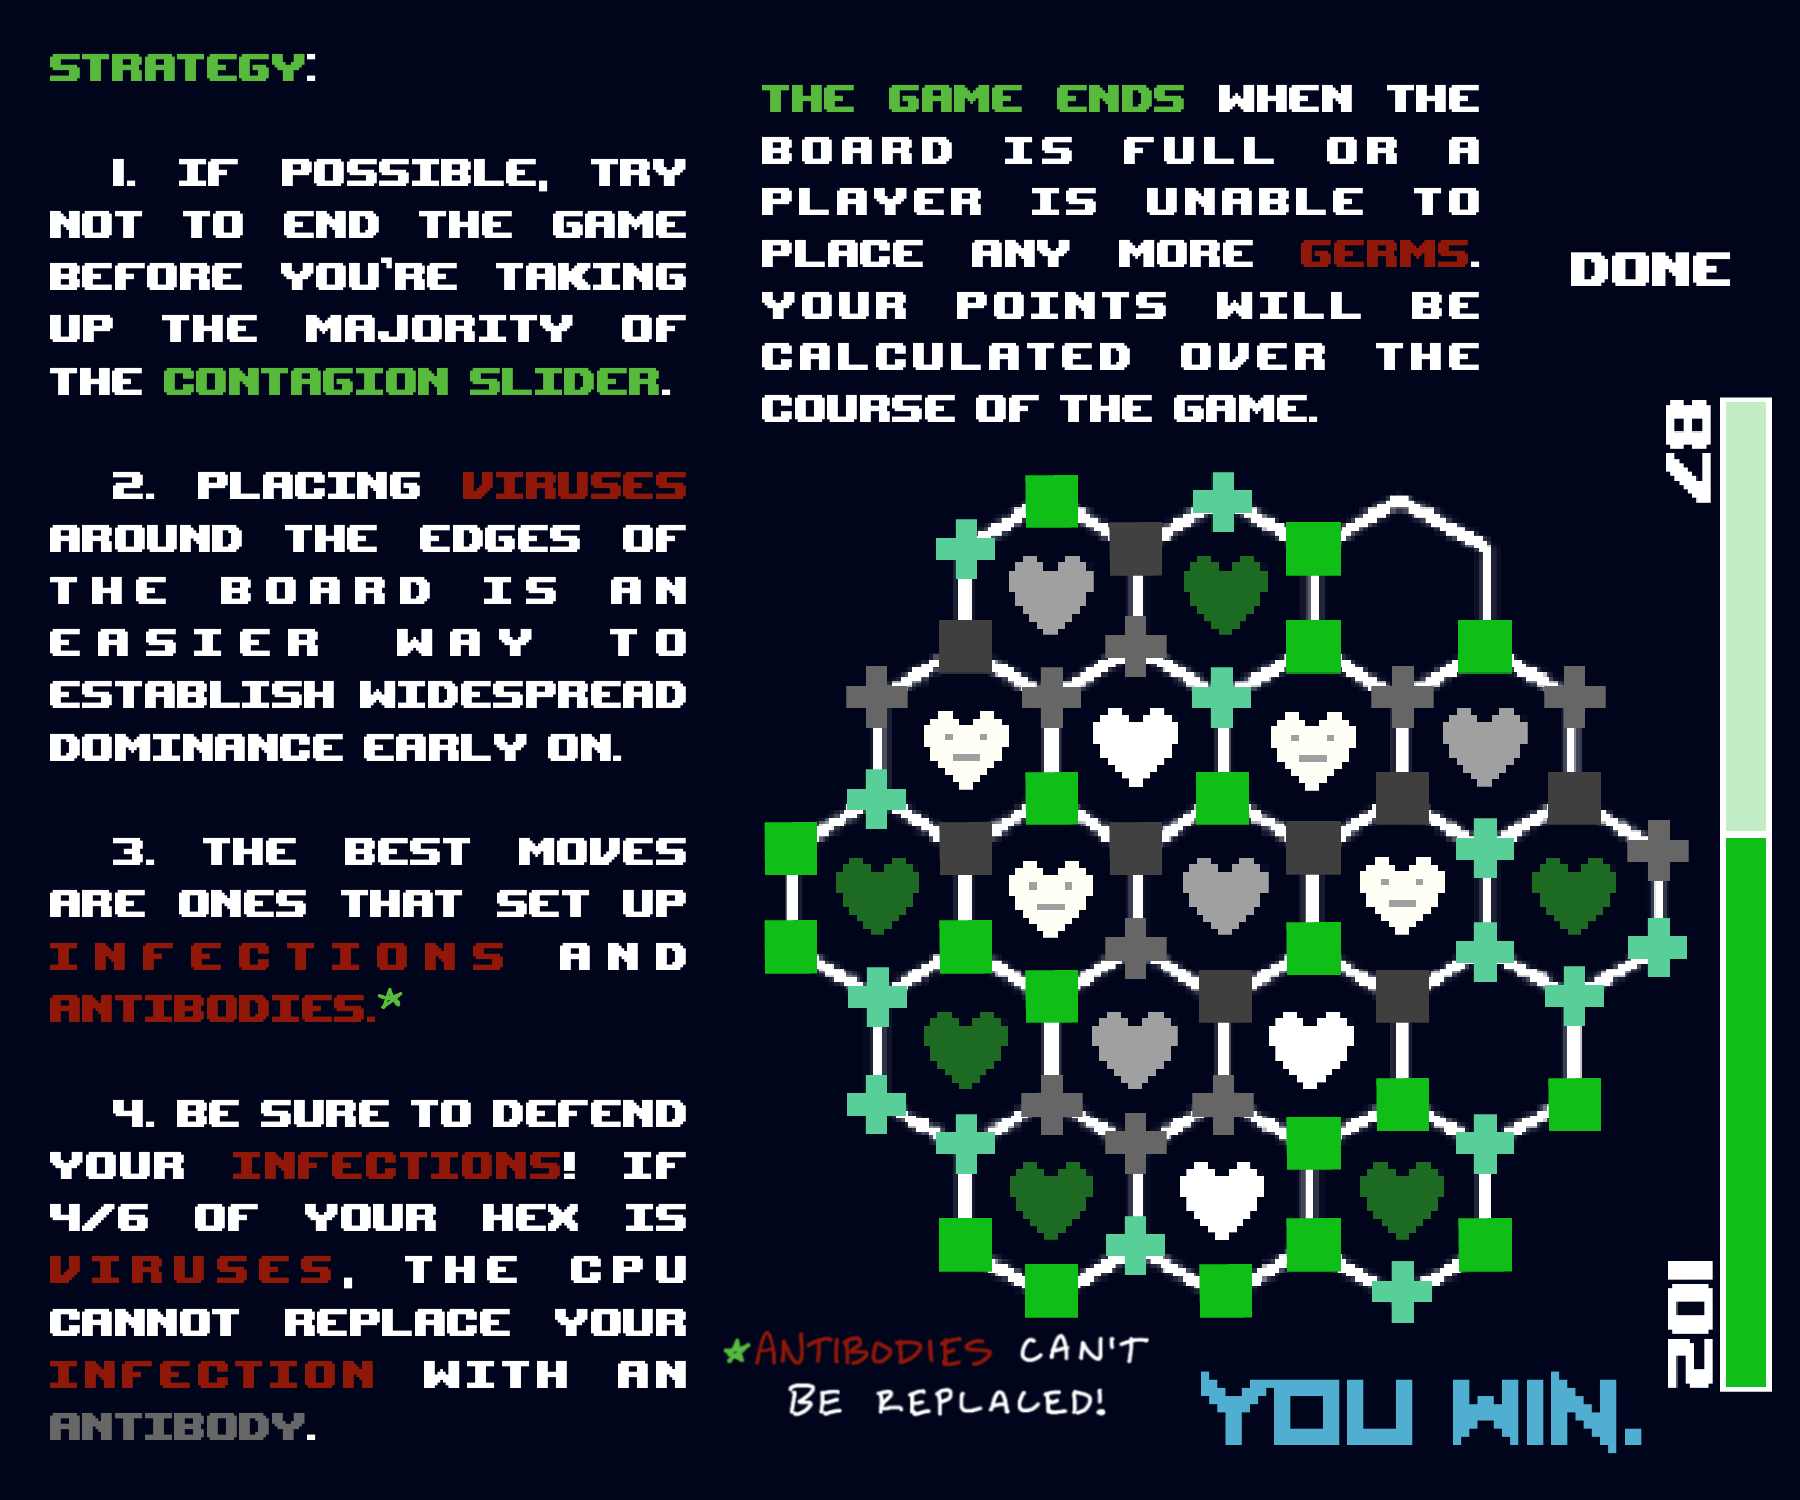 STRATEGY:
1. IF POSSIBLE, TRY
NOT TO END THE GAME
BEFORE YOU'RE TAKING
UP THE MAJORITY OF
THE CONTAGION SLIDER.
2. PLACING VIRUSES
AROUND THE EDGES OF
THE BOARD IS AN
EASIER WAY TO
ESTABLISH WIDESPREAD
DOMINANCE EARLY ON.
3. THE BEST MOVES
ARE ONES THAT SET UP
INFECTIONS AND
ANTIBODIES.*
4. BE SURE TO DEFEND
YOUR INFECTIONS! IF
4/6 OF YOUR HEX IS
VIRUSES, THE CPU
CANNOT REPLACE YOUR
INFECTION WITH AN
ANTIBODY.
THE GAME ENDS WHEN THE
BOARD IS FULL OR A
PLAYER IS UNABLE TO
PLACE ANY MORE GERMS.
YOUR POINTS WILL BE
CALCULATED OVER THE
COURSE OF THE GAME.
DONE
87
102
*ANTIBODIES CAN'T
BE REPLACED!
YOU WIN.